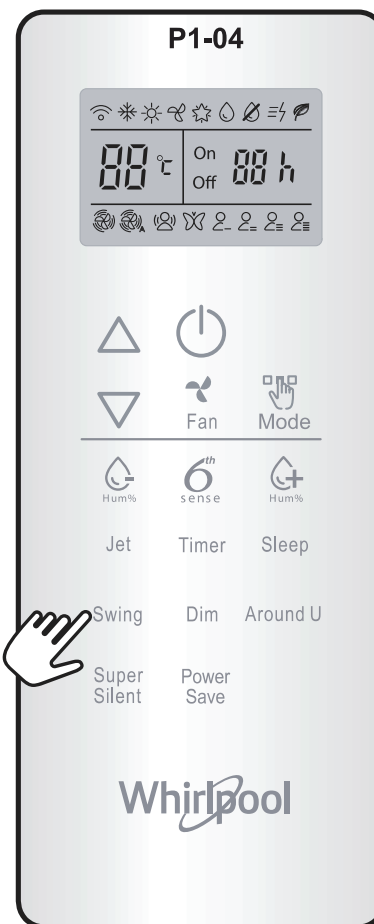 P1-04
88 °c On 88 h
Off
Fan Mode
Hum% 6th sense Hum%
Jet Timer Sleep
Swing Dim Around U
Super Silent Power Save
Whirlpool